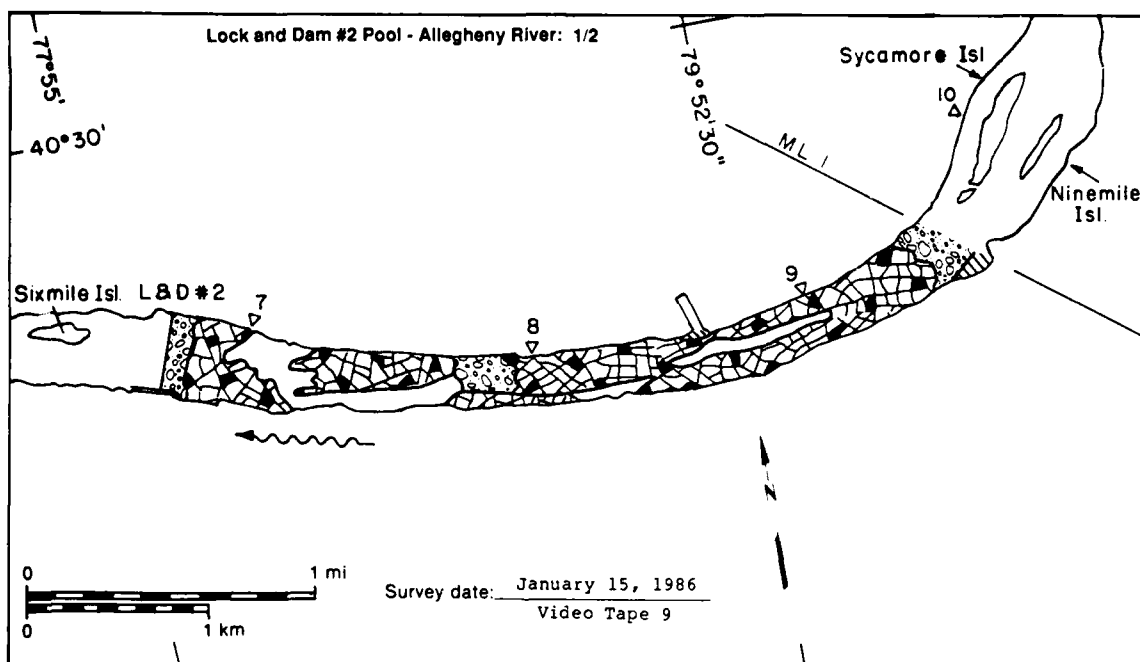 Lock and Dam #2 Pool - Allegheny River: 1/2
77°55'
40°30'
79°52'30"
Sycamore Isl
10
ML 1
Ninemile
Isl.
Sixmile Isl.
L&D #2
7
8
9
N
0
1 mi
0
1 km
Survey date: January 15, 1986
Video Tape 9